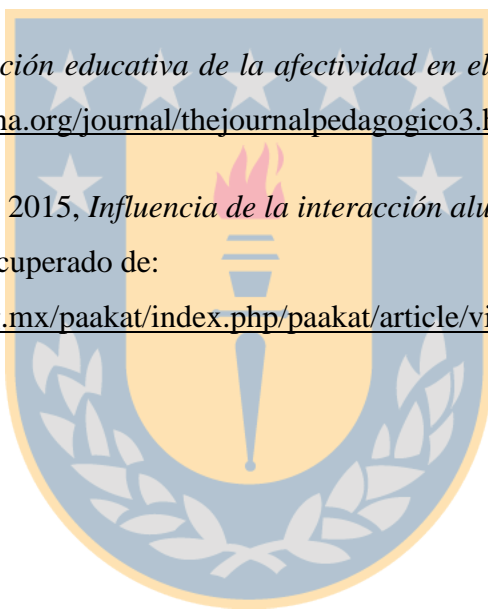 ción educativa de la afectividad en el
na.org/journal/thejournalpedagogico3.h
2015, Influencia de la interacción alu
cuperado de:
.mx/paakat/index.php/paakat/article/vi